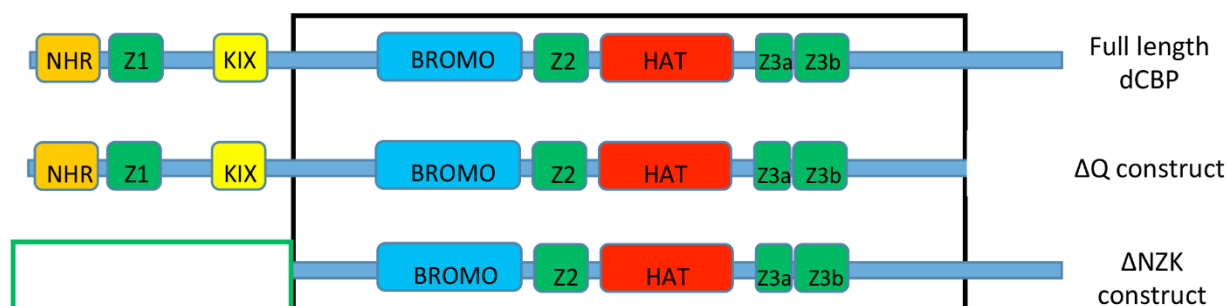 NHR Z1 KIX BROMO Z2 HAT Z3a Z3b Full length
dCBP
NHR Z1 KIX BROMO Z2 HAT Z3a Z3b ΔQ construct
BROMO Z2 HAT Z3a Z3b ΔNZK
construct